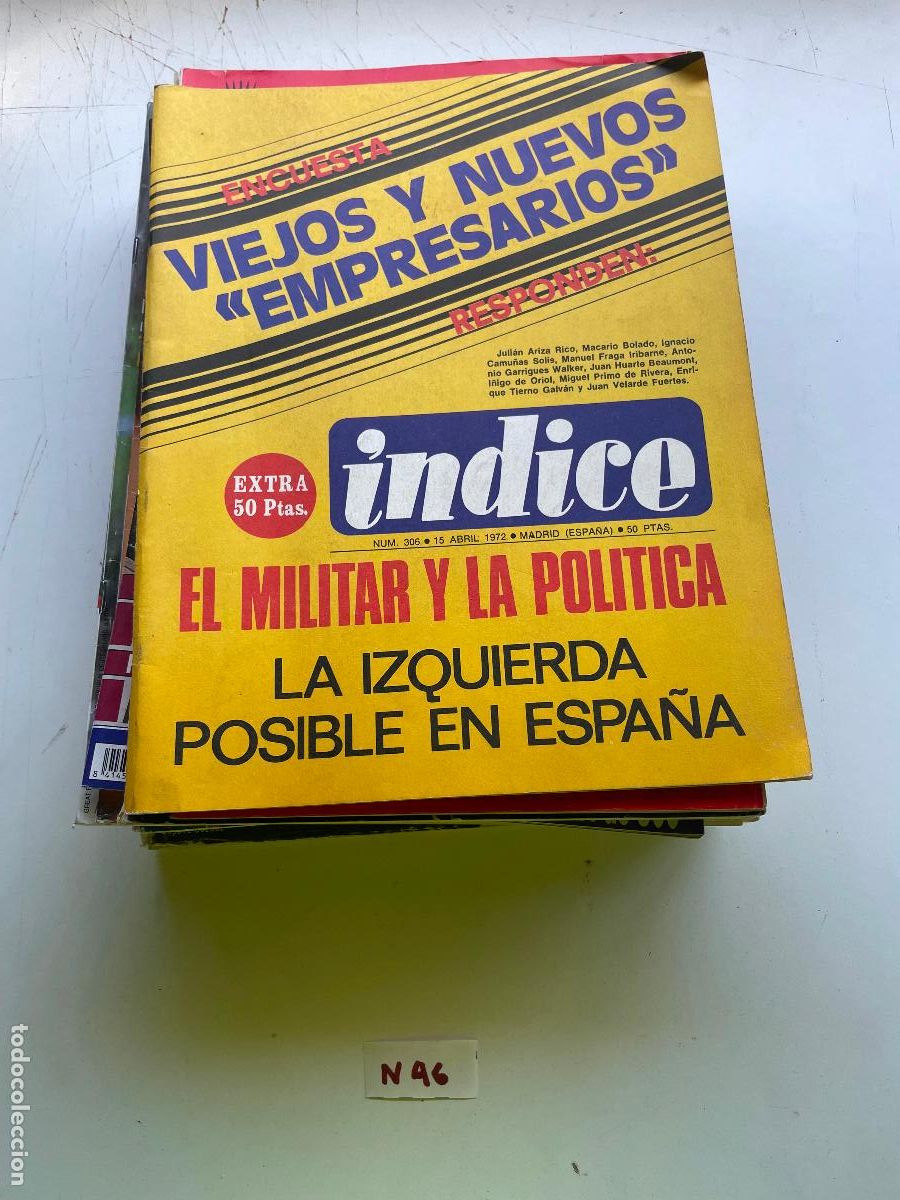 ENCUESTA
VIEJOS Y NUEVOS
“EMPRESARIOS”
RESPONDEN:
Julián Ariza Rico, Macario Bolado, Ignacio
Camuñas Solís, Manuel Fraga Iribarne, Anto-
nio Garrigues Walker, Juan Huarte Beaumont,
Iñigo de Oriol, Miguel Primo de Rivera, Enri-
que Tierno Galván y Juan Velarde Fuertes.
EXTRA
50 Ptas.
indice
NUM. 306 • 15 ABRIL 1972 • MADRID (ESPAÑA) • 50 PTAS.
EL MILITAR Y LA POLITICA
LA IZQUIERDA
POSIBLE EN ESPAÑA
N 46
todocoleccion